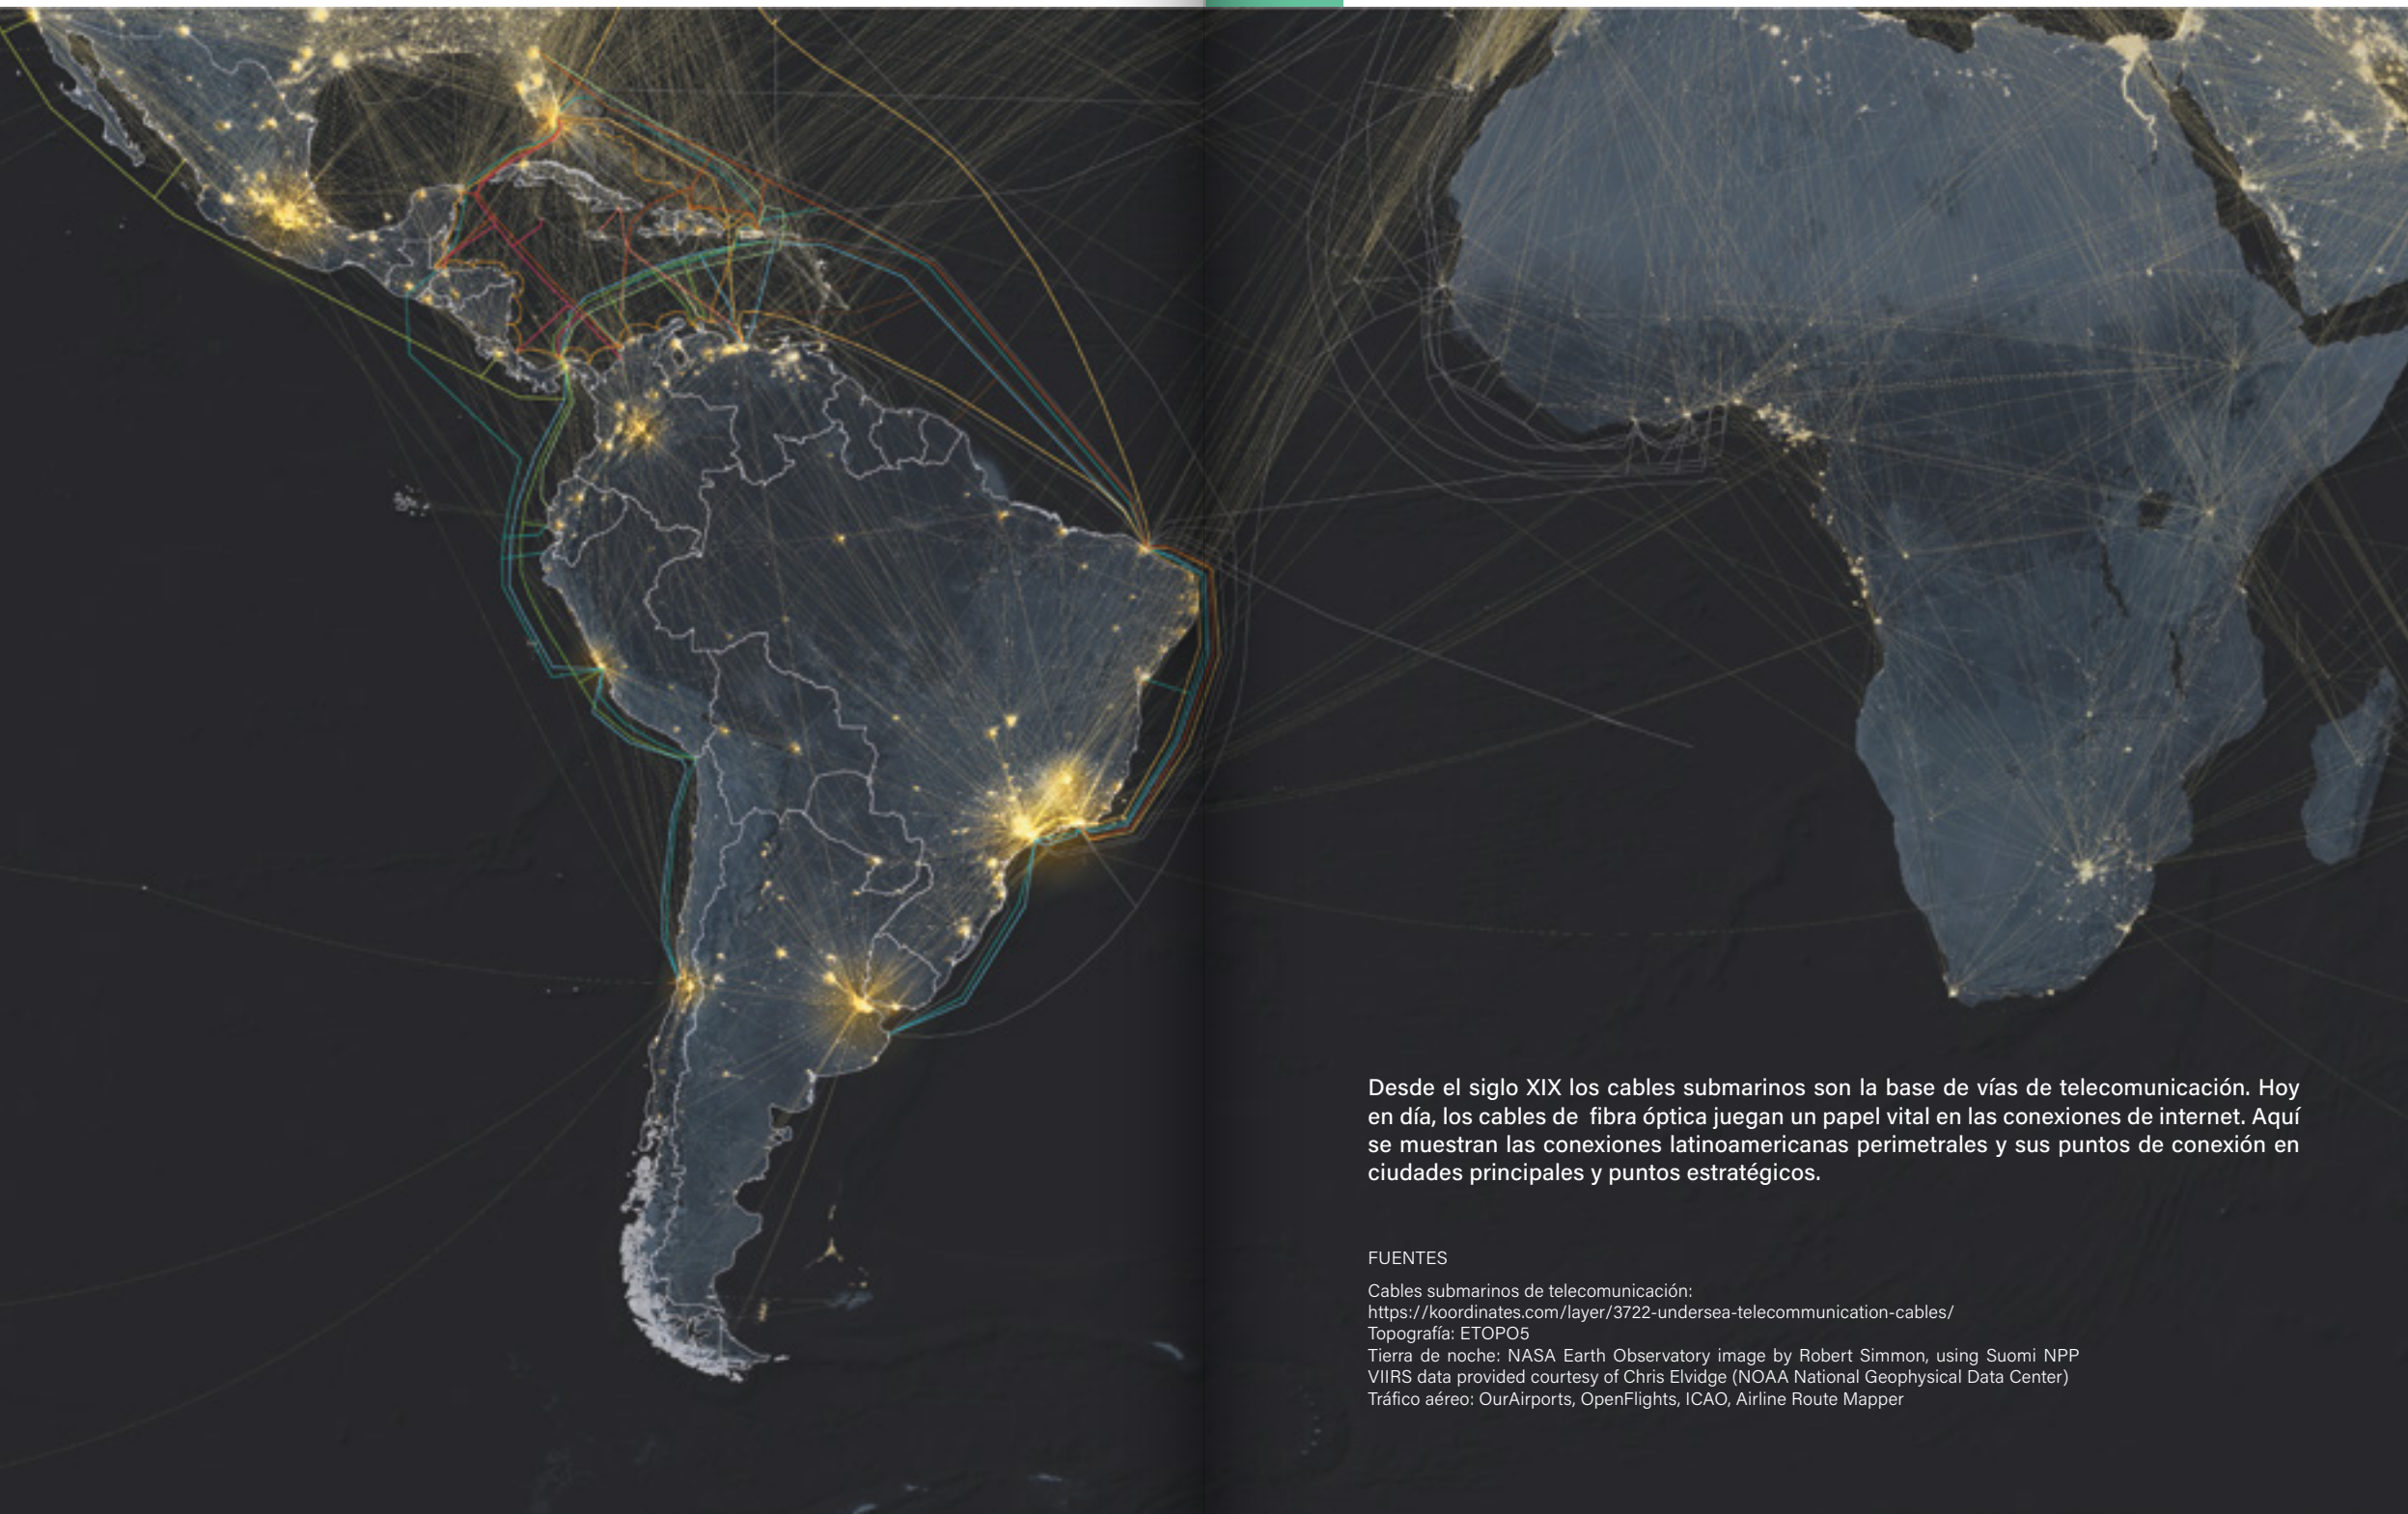 Desde el siglo XIX los cables submarinos son la base de vías de telecomunicación. Hoy
en día, los cables de fibra óptica juegan un papel vital en las conexiones de internet. Aquí
se muestran las conexiones latinoamericanas perimetrales y sus puntos de conexión en
ciudades principales y puntos estratégicos.
FUENTES
Cables submarinos de telecomunicación:
https://koordinates.com/layer/3722-undersea-telecommunication-cables/
Topografía: ETOPO5
Tierra de noche: NASA Earth Observatory image by Robert Simmon, using Suomi NPP
VIIRS data provided courtesy of Chris Elvidge (NOAA National Geophysical Data Center)
Tráfico aéreo: OurAirports, OpenFlights, ICAO, Airline Route Mapper